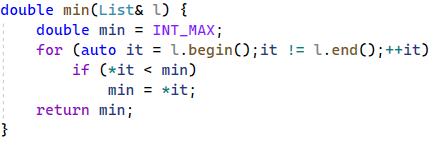 double min(List& l) {
    double min = INT_MAX;
    for (auto it = l.begin();it != l.end();++it)
        if (*it < min)
            min = *it;
    return min;
}